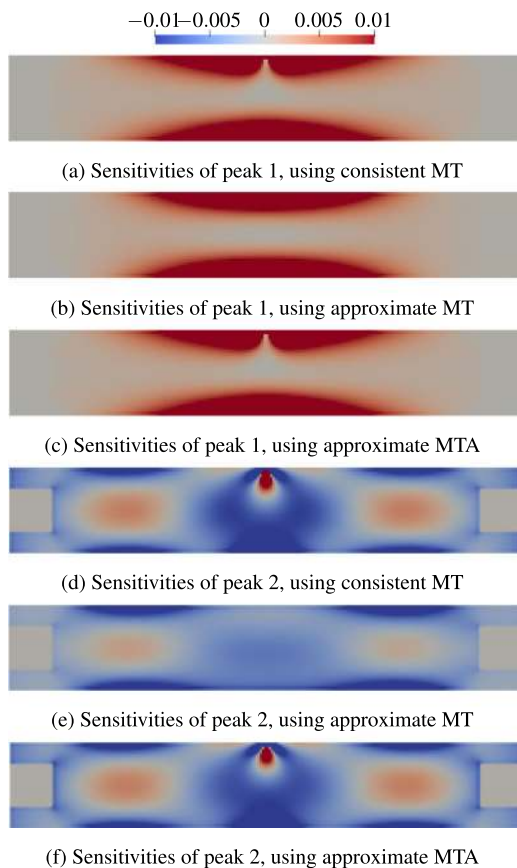 −0.01−0.005 0 0.005 0.01
(a) Sensitivities of peak 1, using consistent MT
(b) Sensitivities of peak 1, using approximate MT
(c) Sensitivities of peak 1, using approximate MTA
(d) Sensitivities of peak 2, using consistent MT
(e) Sensitivities of peak 2, using approximate MT
(f) Sensitivities of peak 2, using approximate MTA